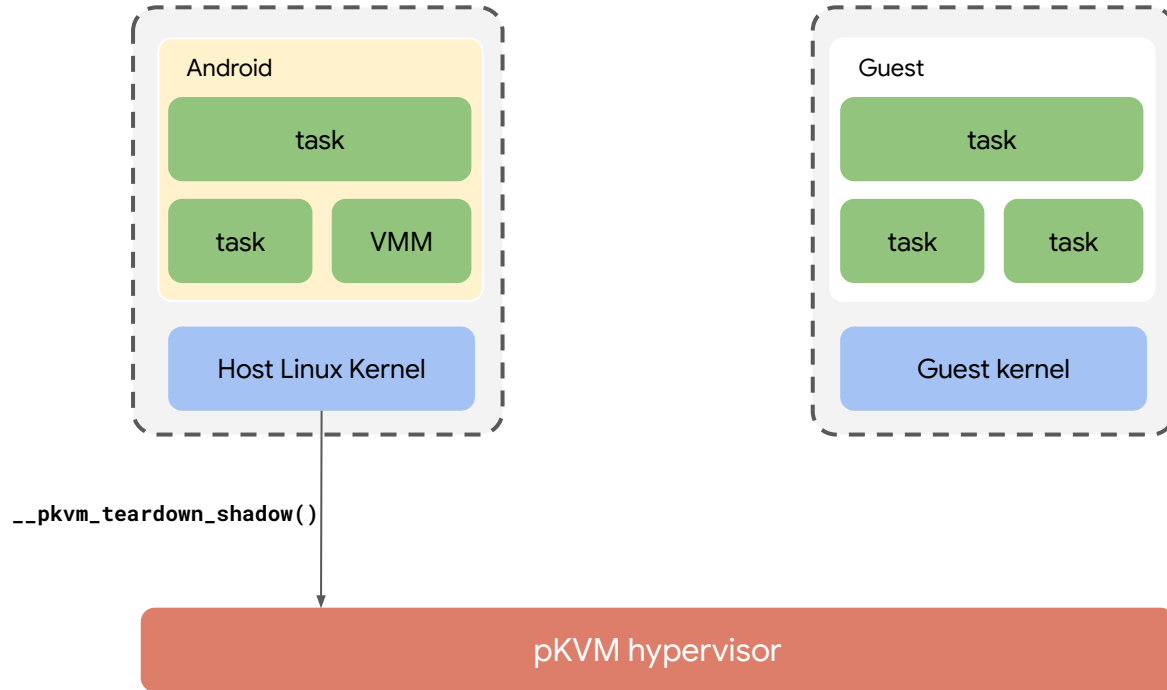 Android
task
task
VMM
Host Linux Kernel
Guest
task
task
task
Guest kernel
__pkvm_teardown_shadow()
pKVM hypervisor